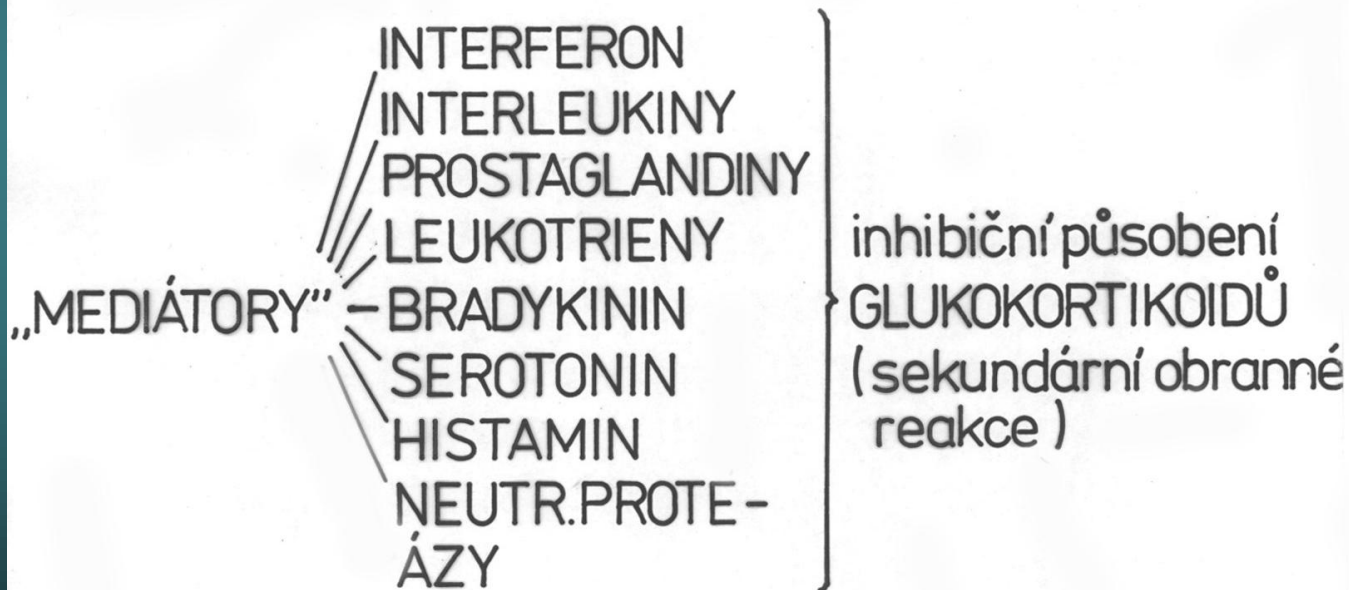 INTERFERON
INTERLEUKINY
PROSTAGLANDINY
LEUKOTRIENY
„MEDIÁTORY" – BRADYKININ
SEROTONIN
HISTAMIN
NEUTR.PROTE-
ÁZY
inhibiční působení
GLUKOKORTIKOIDŮ
(sekundární obranné
reakce)